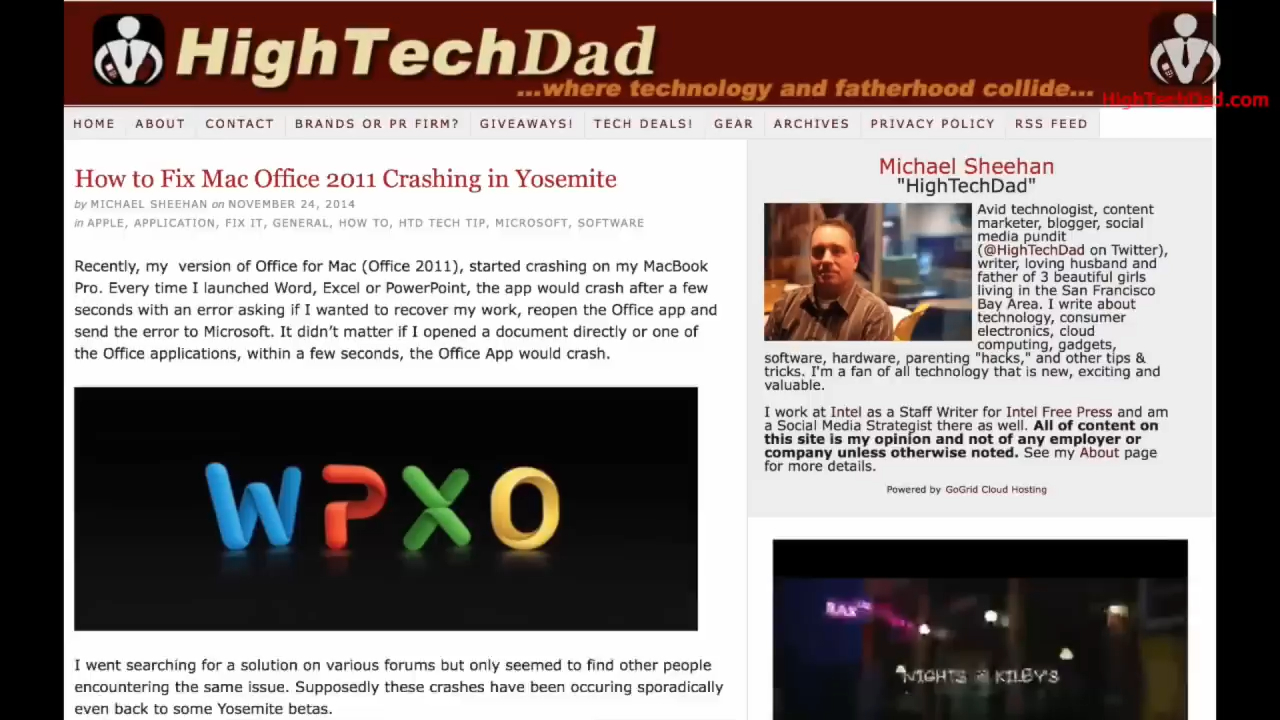 HighTechDad
...where technology and fatherhood collide...
HighTechDad.com
HOME ABOUT CONTACT BRANDS OR PR FIRM? GIVEAWAYS! TECH DEALS! GEAR ARCHIVES PRIVACY POLICY RSS FEED
How to Fix Mac Office 2011 Crashing in Yosemite
by MICHAEL SHEEHAN on NOVEMBER 24, 2014
in APPLE, APPLICATION, FIX IT, GENERAL, HOW TO, HTD TECH TIP, MICROSOFT, SOFTWARE
Recently, my version of Office for Mac (Office 2011), started crashing on my MacBook
Pro. Every time I launched Word, Excel or PowerPoint, the app would crash after a few
seconds with an error asking if I wanted to recover my work, reopen the Office app and
send the error to Microsoft. It didn't matter if I opened a document directly or one of
the Office applications, within a few seconds, the Office App would crash.
WPXO
I went searching for a solution on various forums but only seemed to find other people
encountering the same issue. Supposedly these crashes have been occuring sporadically
even back to some Yosemite betas.
Michael Sheehan
"HighTechDad"
Avid technologist, content
marketer, blogger, social
media pundit
(@HighTechDad on Twitter),
writer, loving husband and
father of 3 beautiful girls
living in the San Francisco
Bay Area. I write about
technology, consumer
electronics, cloud
computing, gadgets,
software, hardware, parenting "hacks," and other tips &
tricks. I'm a fan of all technology that is new, exciting and
valuable.
I work at Intel as a Staff Writer for Intel Free Press and am
a Social Media Strategist there as well. All of content on
this site is my opinion and not of any employer or
company unless otherwise noted. See my About page
for more details.
Powered by GoGrid Cloud Hosting
NIGHTS @ KILBY'S